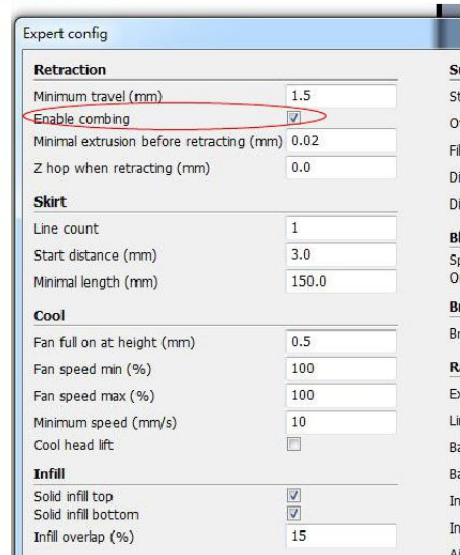 Expert config
Retraction
Minimum travel (mm) 1.5
Enable combing
Minimal extrusion before retracting (mm) 0.02
Z hop when retracting (mm) 0.0
Skirt
Line count 1
Start distance (mm) 3.0
Minimal length (mm) 150.0
Cool
Fan full on at height (mm) 0.5
Fan speed min (%) 100
Fan speed max (%) 100
Minimum speed (mm/s) 10
Cool head lift
Infill
Solid infill top
Solid infill bottom
Infill overlap (%) 15